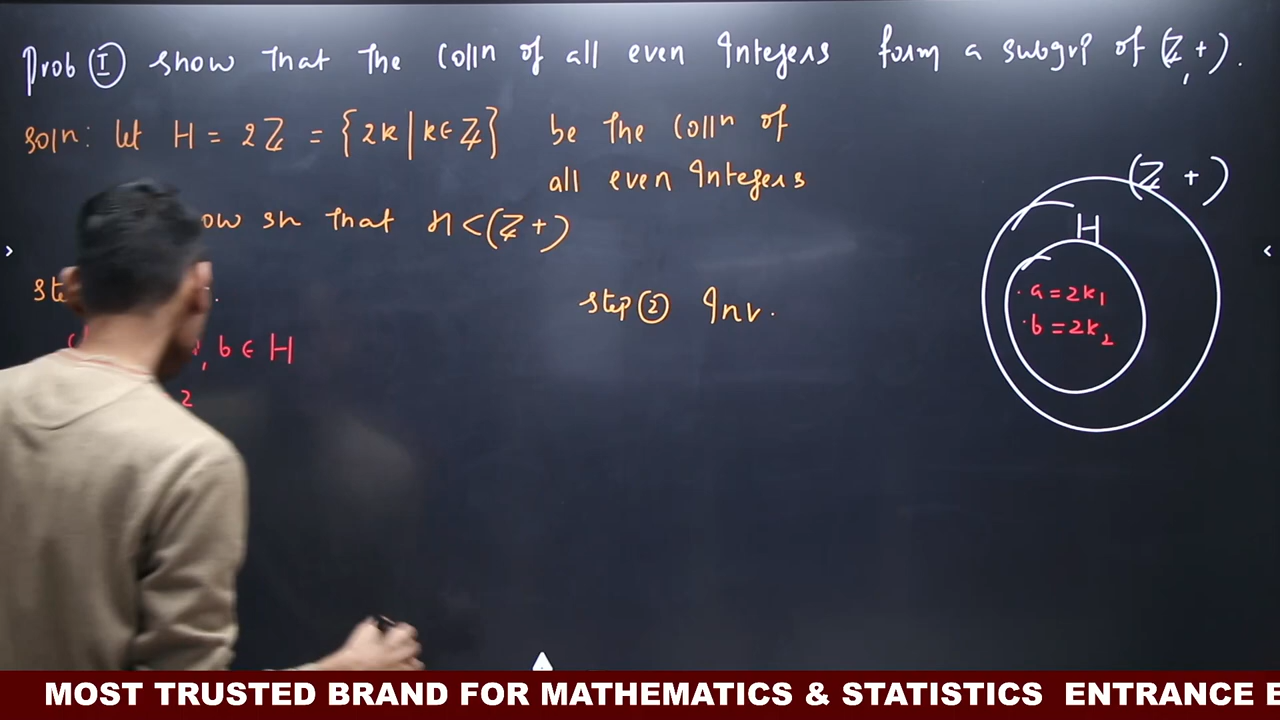 Prob (I) show that the colln of all even Integers form a subgrp of (Z, +).
soln: let H = 2Z = {2k | k ∈ Z} be the colln of
all even Integers
ow sh that H < (Z +)
(Z +)
H
step ② Inv.
a = 2k₁
b = 2k₂
, b ∈ H
2
MOST TRUSTED BRAND FOR MATHEMATICS & STATISTICS ENTRANCE E